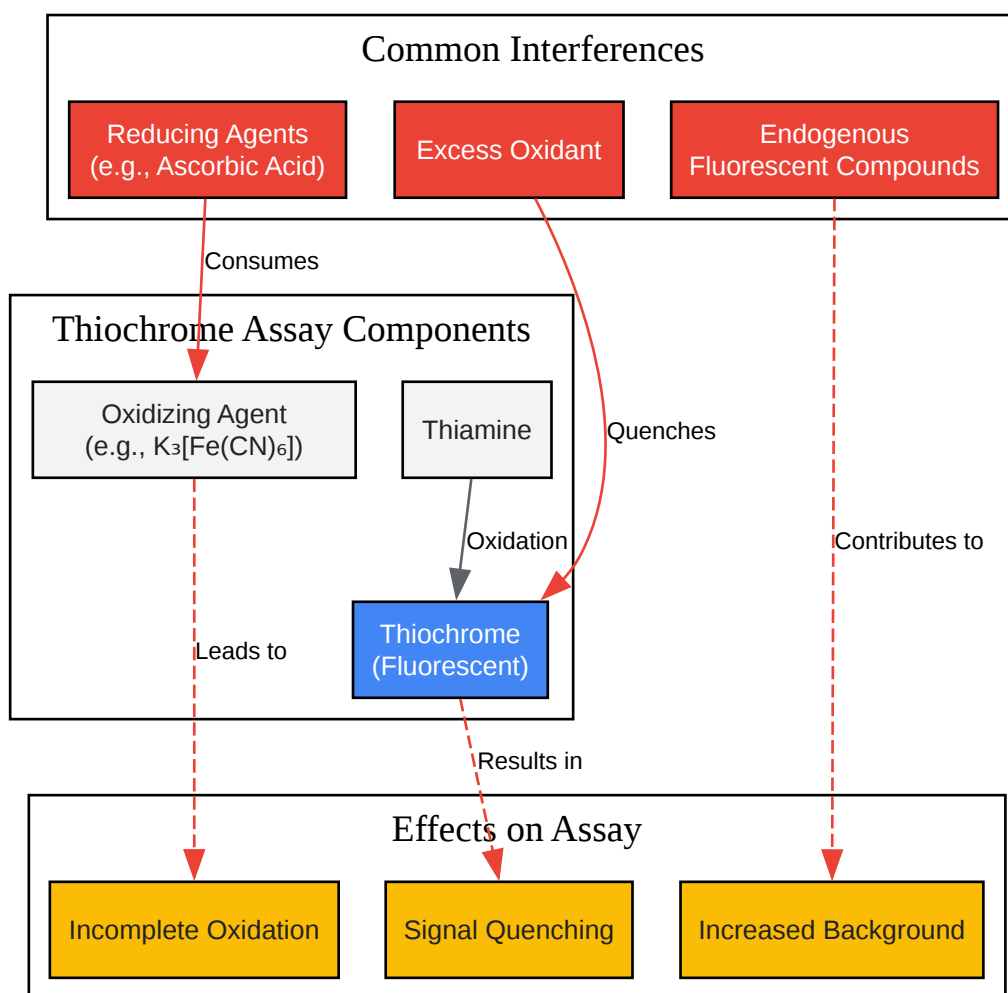 Common Interferences
Reducing Agents
(e.g., Ascorbic Acid)
Excess Oxidant
Endogenous
Fluorescent Compounds
Consumes
Thiochrome Assay Components
Oxidizing Agent
(e.g., K₃[Fe(CN)₆])
Thiamine
Quenches
Oxidation
Contributes to
Thiochrome
(Fluorescent)
Leads to
Results in
Effects on Assay
Incomplete Oxidation
Signal Quenching
Increased Background